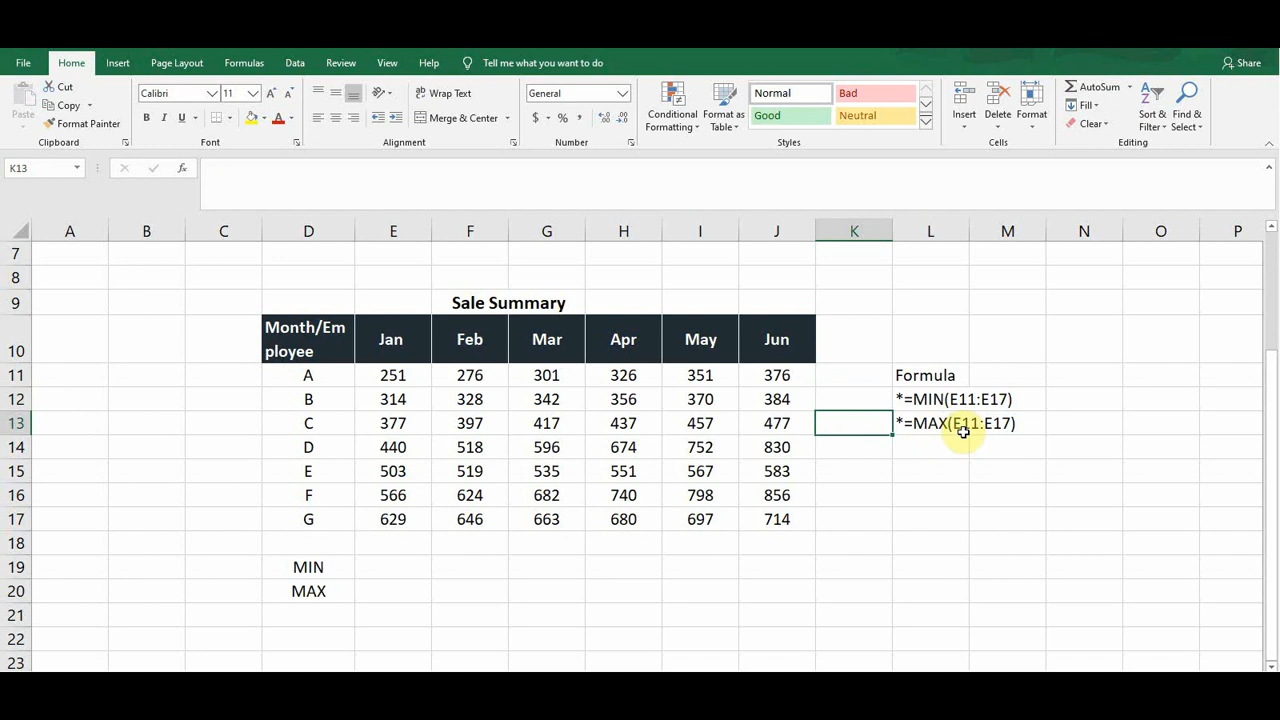 File Home Insert Page Layout Formulas Data Review View Help Tell me what you want to do Share
Paste Cut Copy Format Painter Clipboard
Calibri 11 A A B I U A Font
Wrap Text Merge & Center Alignment
General $ % , Number
Conditional Formatting Format as Table Normal Bad Good Neutral Styles
Insert Delete Format Cells
AutoSum Fill Clear Sort & Filter Find & Select Editing
K13 fx
A B C D E F G H I J K L M N O P
7
8
9 Sale Summary
10 Month/Em
ployee Jan Feb Mar Apr May Jun
11 A 251 276 301 326 351 376 Formula
12 B 314 328 342 356 370 384 *=MIN(E11:E17)
13 C 377 397 417 437 457 477 *=MAX(E11:E17)
14 D 440 518 596 674 752 830
15 E 503 519 535 551 567 583
16 F 566 624 682 740 798 856
17 G 629 646 663 680 697 714
18
19 MIN
20 MAX
21
22
23